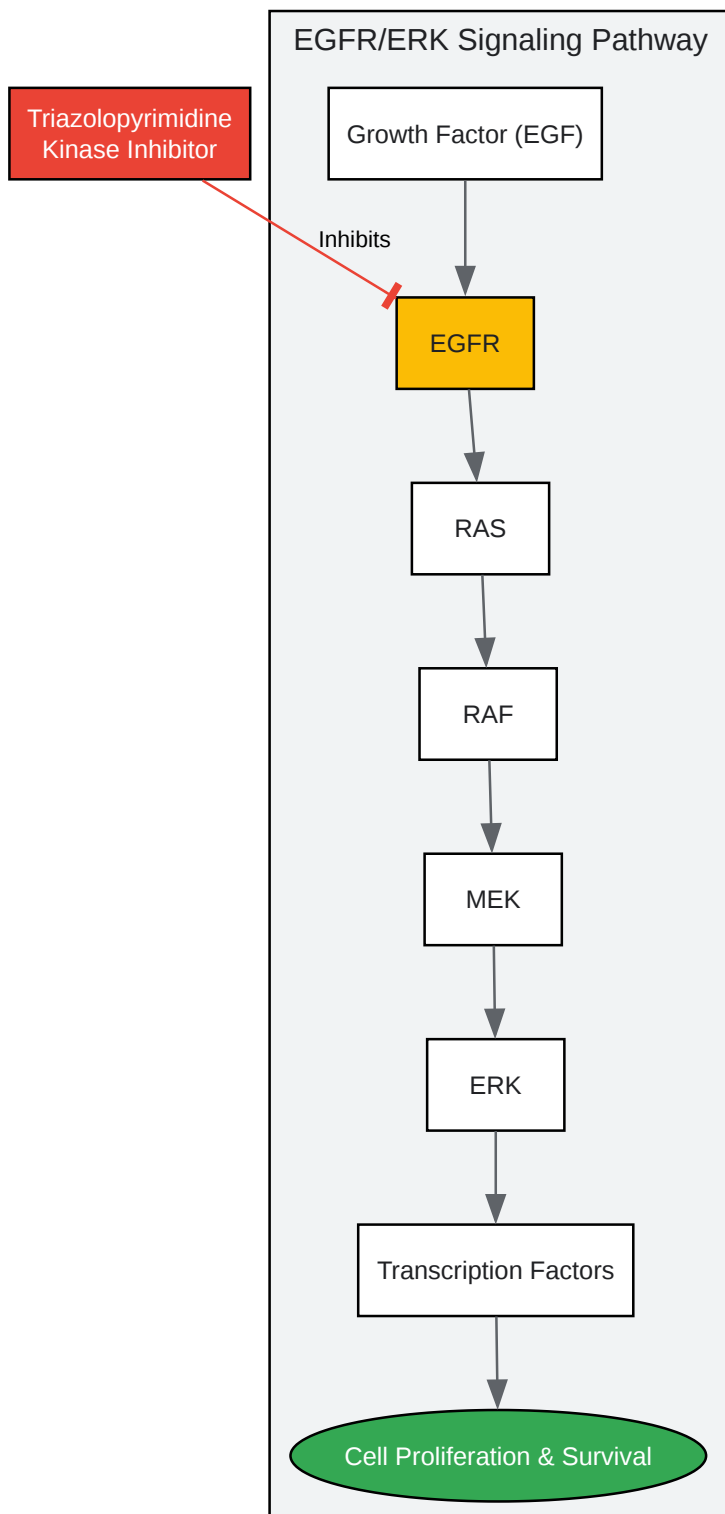 EGFR/ERK Signaling Pathway
Triazolopyrimidine
Kinase Inhibitor
Growth Factor (EGF)
Inhibits
EGFR
RAS
RAF
MEK
ERK
Transcription Factors
Cell Proliferation & Survival